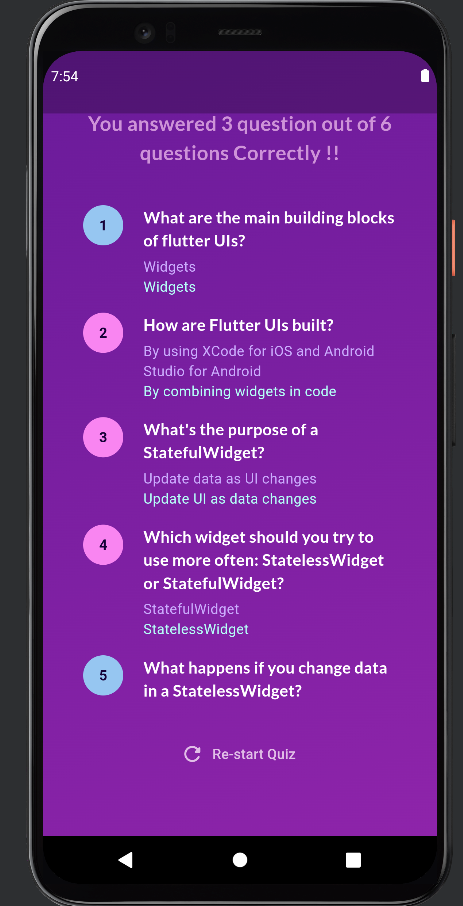 7:54
You answered 3 question out of 6
questions Correctly !!
1
What are the main building blocks
of flutter UIs?
Widgets
Widgets
2
How are Flutter UIs built?
By using XCode for iOS and Android
Studio for Android
By combining widgets in code
3
What's the purpose of a
StatefulWidget?
Update data as UI changes
Update UI as data changes
4
Which widget should you try to
use more often: StatelessWidget
or StatefulWidget?
StatefulWidget
StatelessWidget
5
What happens if you change data
in a StatelessWidget?
Re-start Quiz